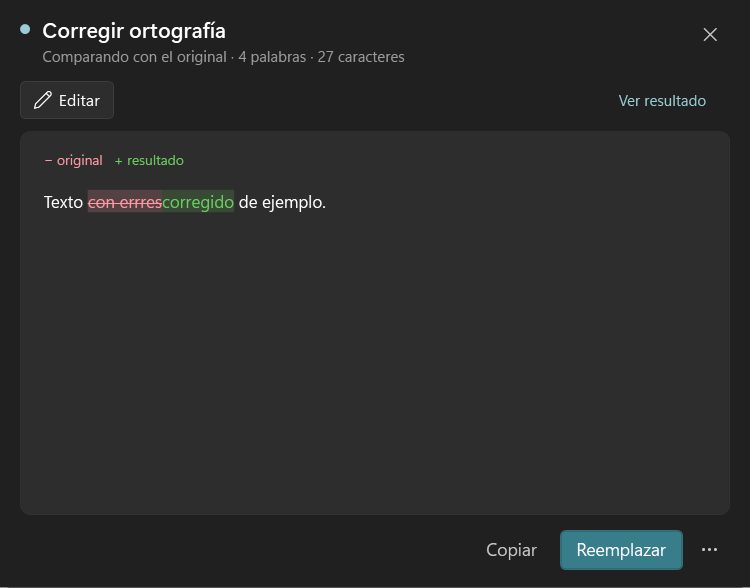 Corregir ortografía
Comparando con el original · 4 palabras · 27 caracteres
Editar
Ver resultado
− original + resultado
Texto con errrescorregido de ejemplo.
Copiar
Reemplazar